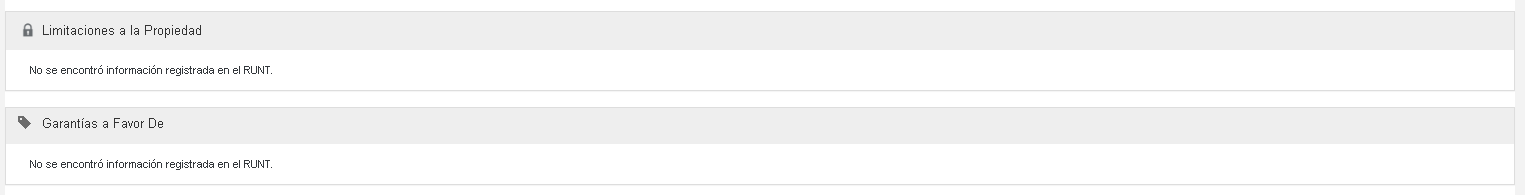 Limitaciones a la Propiedad
No se encontró información registrada en el RUNT.
Garantías a Favor De
No se encontró información registrada en el RUNT.